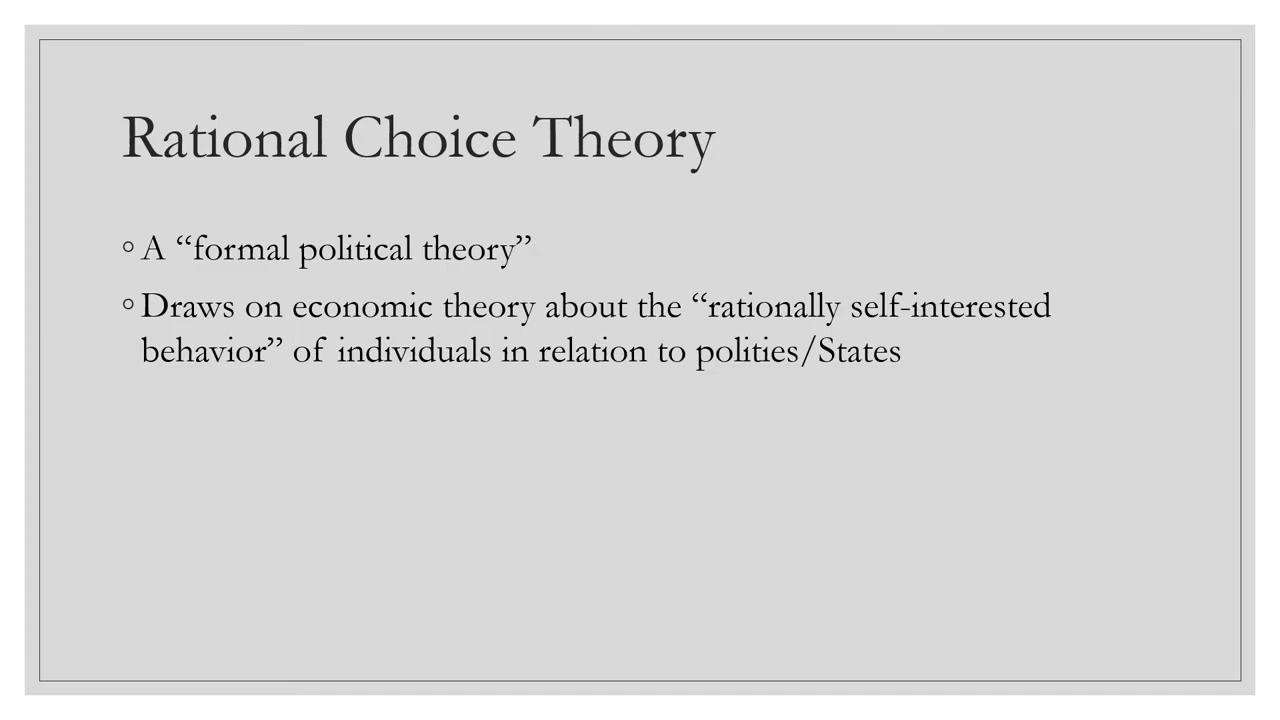 Rational Choice Theory
◦ A “formal political theory”
◦ Draws on economic theory about the “rationally self-interested
behavior” of individuals in relation to polities/States